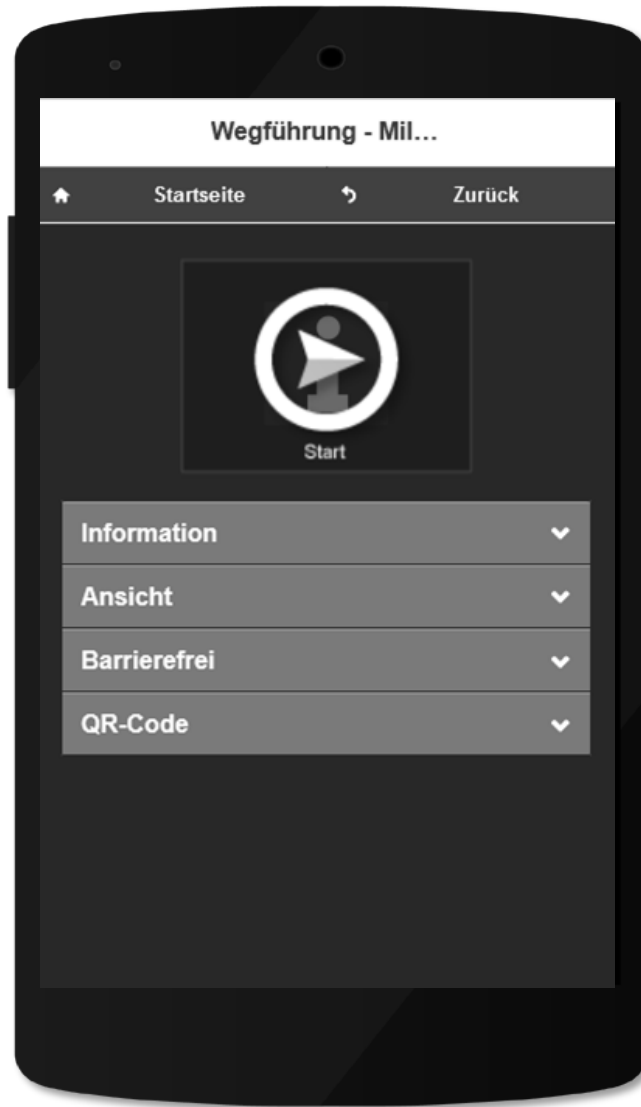 Wegführung - Mil...
Startseite Zurück
Start
Information
Ansicht
Barrierefrei
QR-Code